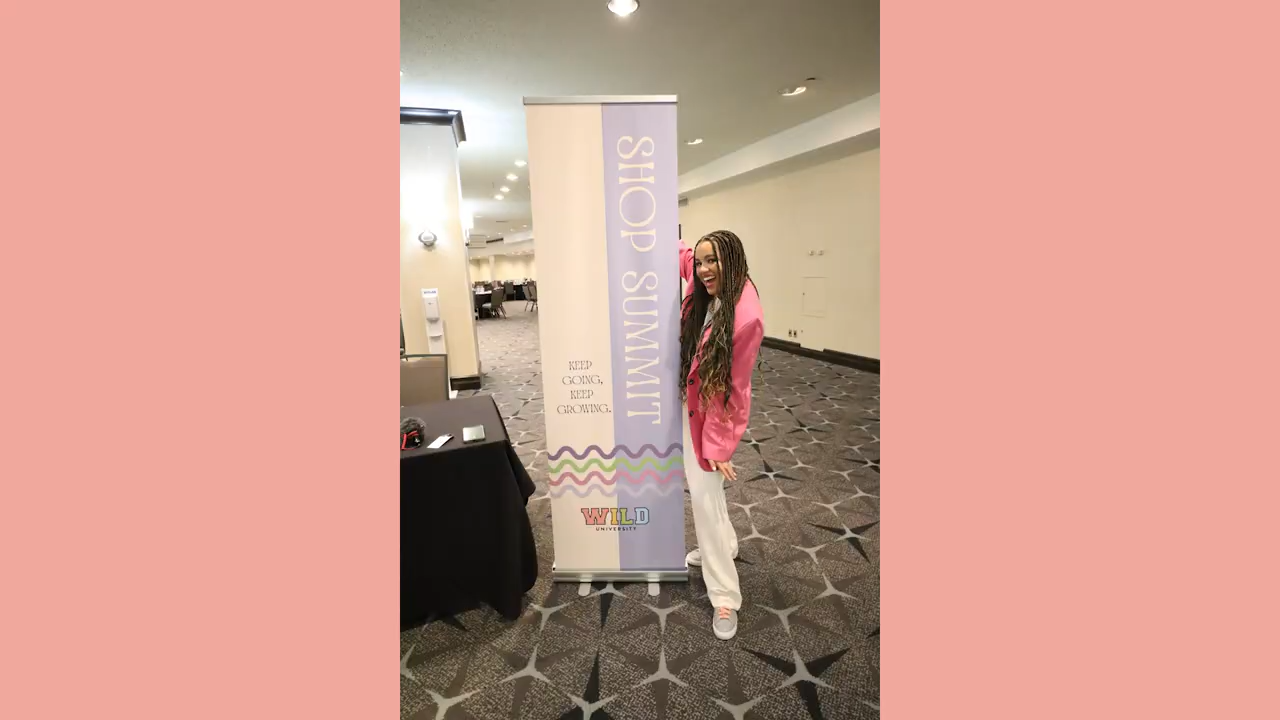 SHOP SUMMIT
KEEP
GOING,
KEEP
GROWING.
WILD
UNIVERSITY